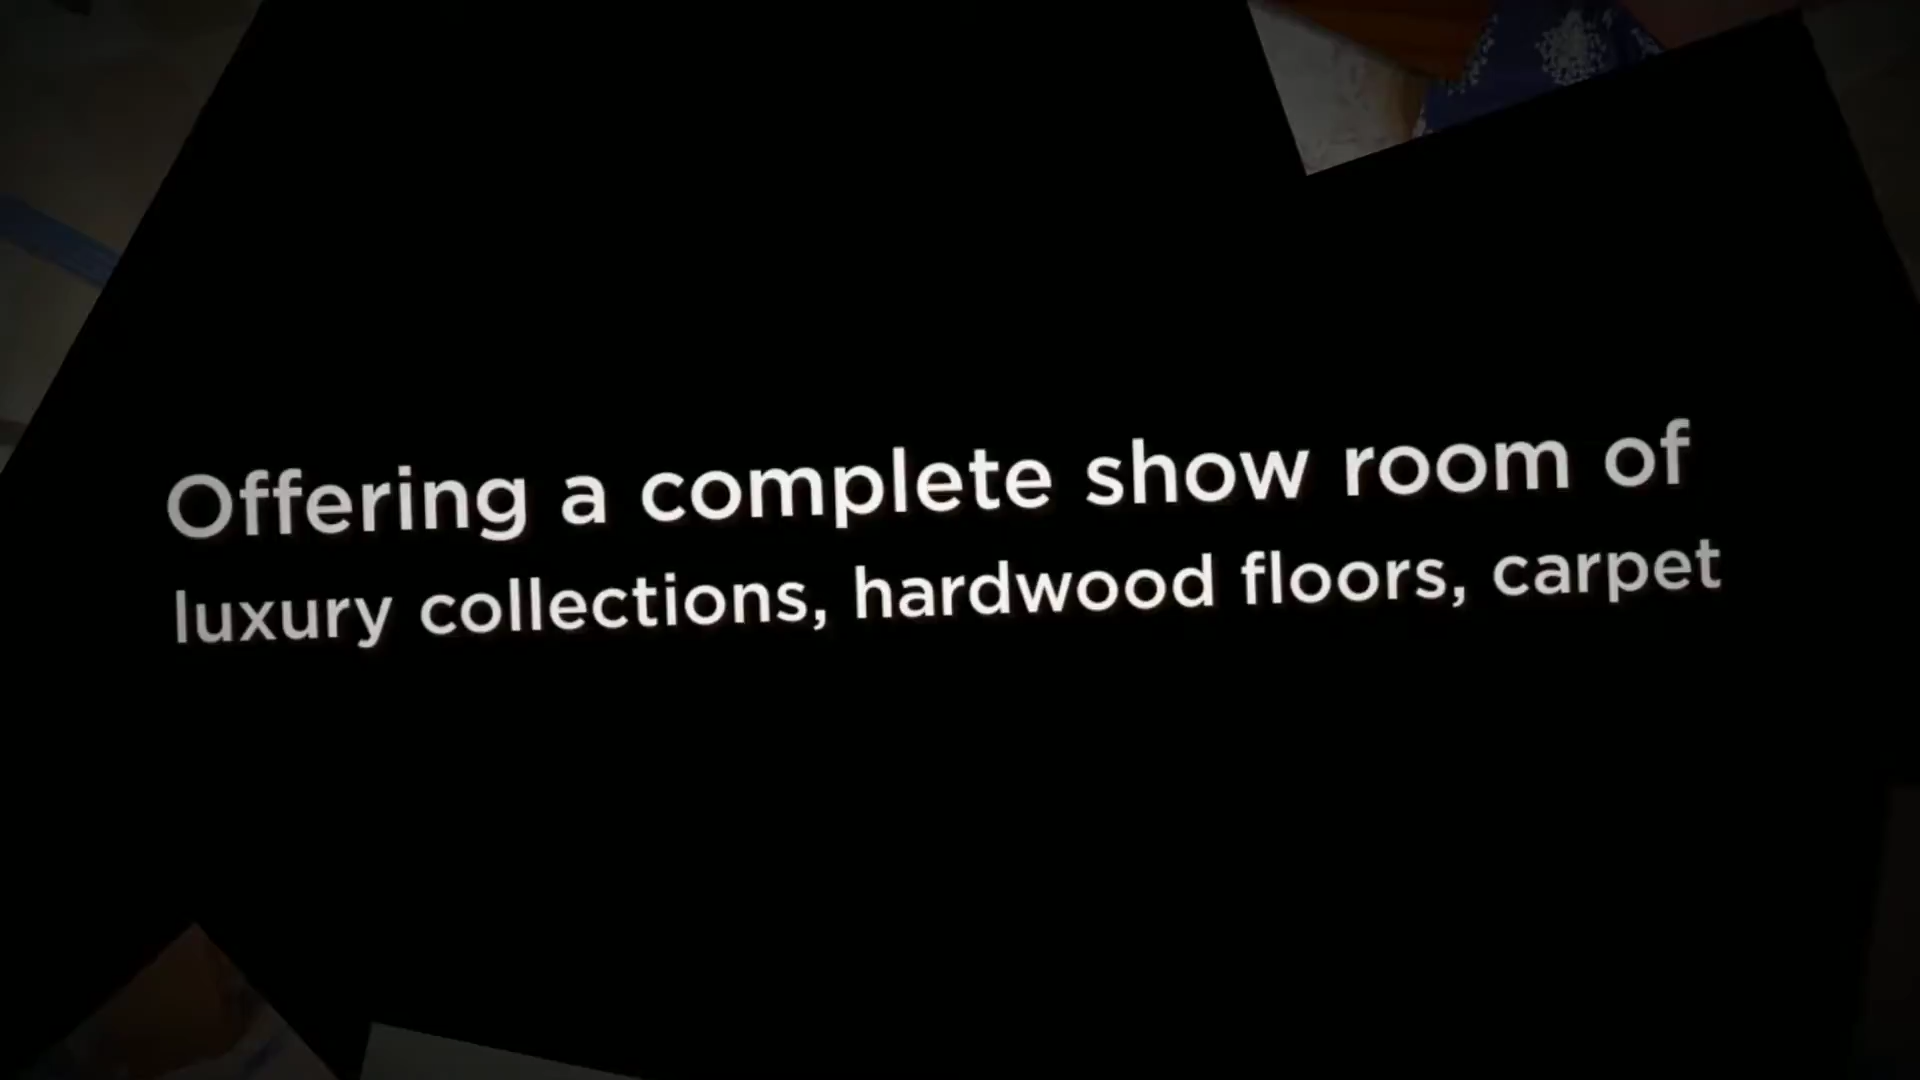 Offering a complete show room of
luxury collections, hardwood floors, carpet